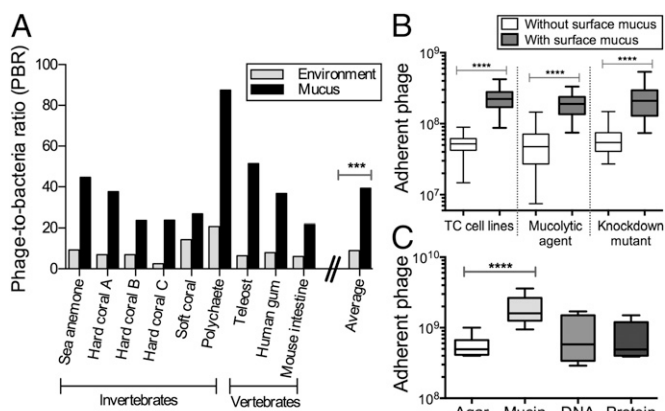 A
Phage-to-bacteria ratio (PBR)
100
80
60
40
20
0
Environment
Mucus
***
Sea anemone
Hard coral A
Hard coral B
Hard coral C
Soft coral
Polychaete
Teleost
Human gum
Mouse intestine
Average
Invertebrates
Vertebrates
B
Without surface mucus
With surface mucus
Adherent phage
10⁹
10⁸
10⁷
****
****
****
TC cell lines
Mucolytic agent
Knockdown mutant
C
Adherent phage
10¹⁰
10⁹
10⁸
****
Agar
Mucin
DNA
Protein